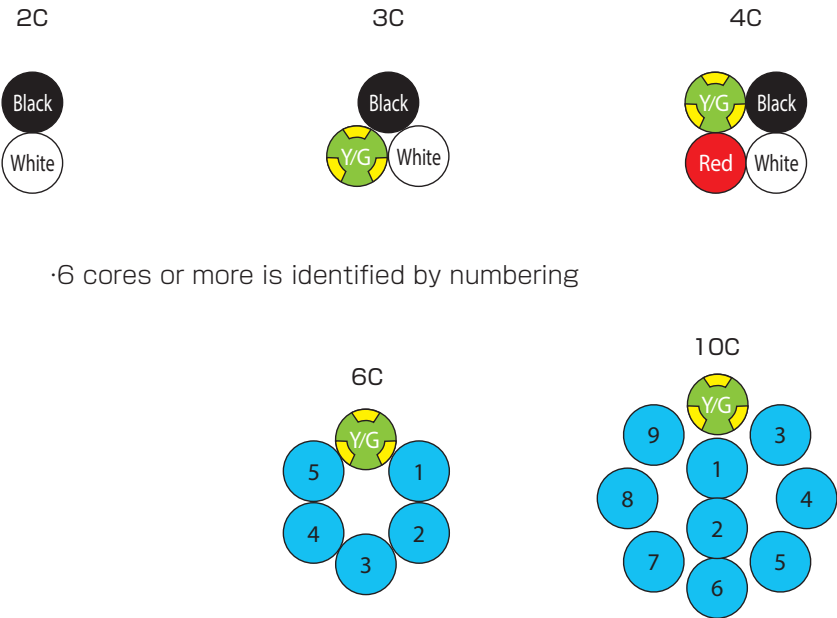 2C 3C 4C
Black Black Y/G Black
White Y/G White Red White
·6 cores or more is identified by numbering
10C
6C
Y/G
Y/G 9 3
5 1 1
8 4
4 2 2
3 7 5
6